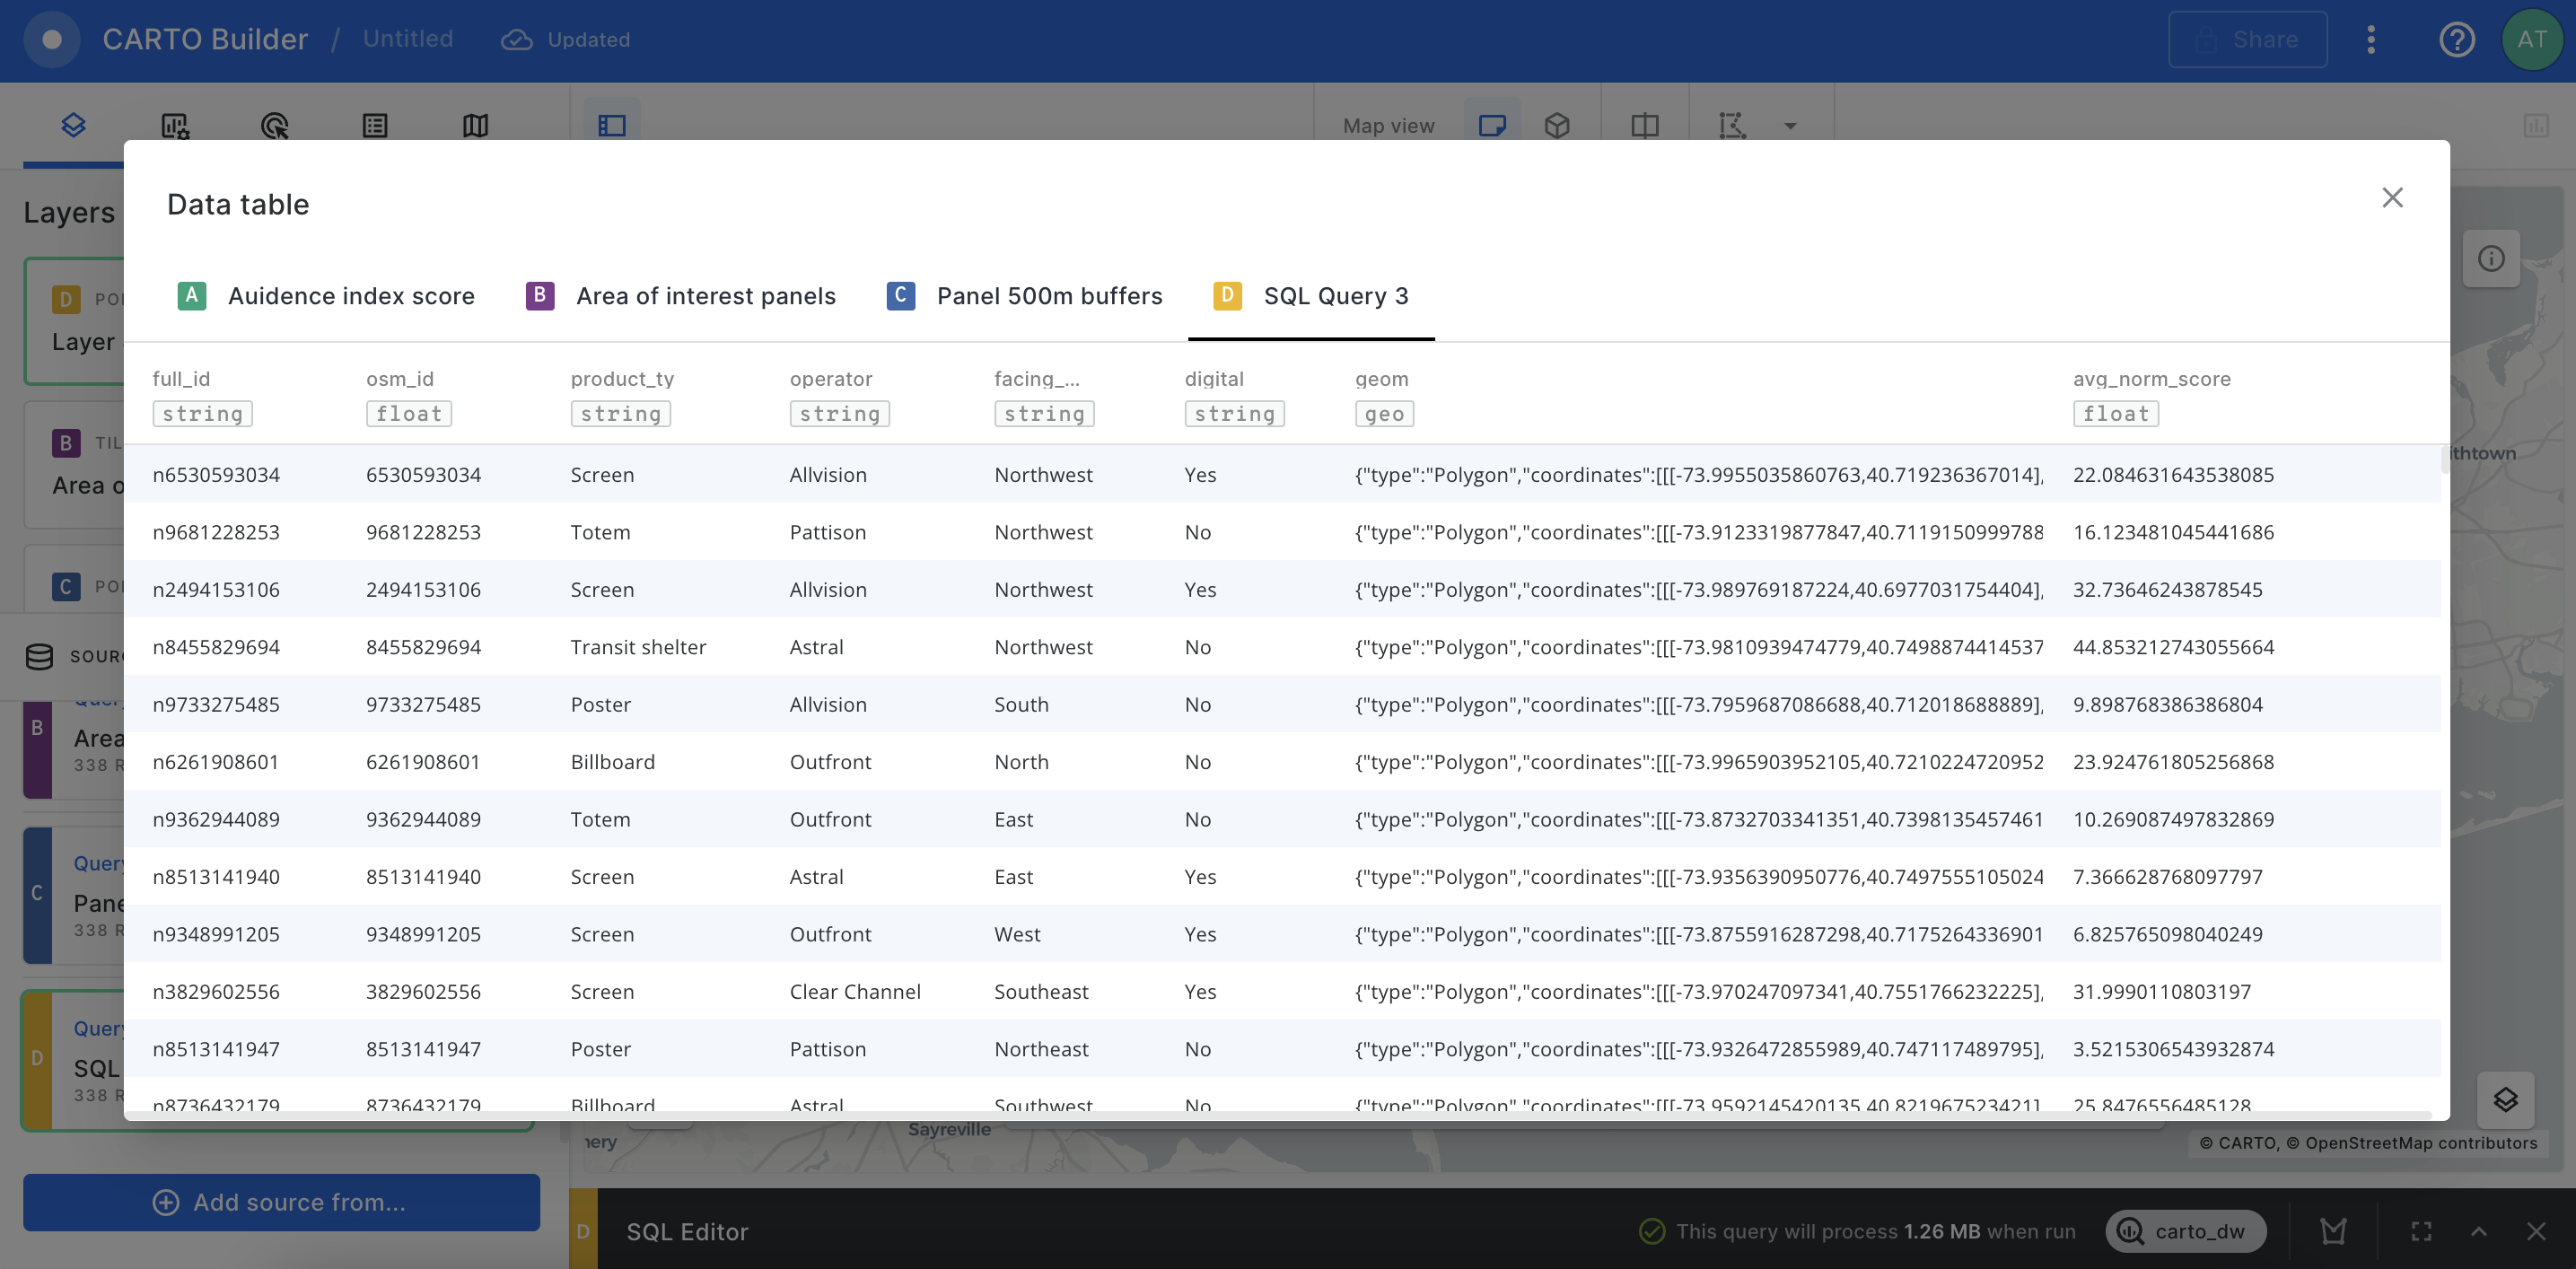 CARTO Builder / Untitled Updated Share AT
Map view
Layers
D POI
Layer
B TIL
Area o
C POI
SOURC
Query
B Area
338 R
Query
C Pane
338 R
Query
D SQL
338 R
Add source from...
Data table
A Auidence index score B Area of interest panels C Panel 500m buffers D SQL Query 3
full_id osm_id product_ty operator facing_... digital geom avg_norm_score
string float string string string string geo float
n6530593034 6530593034 Screen Allvision Northwest Yes {"type":"Polygon","coordinates":[[[-73.9955035860763,40.719236367014], 22.084631643538085
n9681228253 9681228253 Totem Pattison Northwest No {"type":"Polygon","coordinates":[[[-73.9123319877847,40.7119150999788 16.123481045441686
n2494153106 2494153106 Screen Allvision Northwest Yes {"type":"Polygon","coordinates":[[[-73.989769187224,40.6977031754404], 32.73646243878545
n8455829694 8455829694 Transit shelter Astral Northwest No {"type":"Polygon","coordinates":[[[-73.9810939474779,40.7498874414537 44.853212743055664
n9733275485 9733275485 Poster Allvision South No {"type":"Polygon","coordinates":[[[-73.7959687086688,40.712018688889], 9.898768386386804
n6261908601 6261908601 Billboard Outfront North No {"type":"Polygon","coordinates":[[[-73.9965903952105,40.7210224720952 23.924761805256868
n9362944089 9362944089 Totem Outfront East No {"type":"Polygon","coordinates":[[[-73.8732703341351,40.7398135457461 10.269087497832869
n8513141940 8513141940 Screen Astral East Yes {"type":"Polygon","coordinates":[[[-73.9356390950776,40.7497555105024 7.366628768097797
n9348991205 9348991205 Screen Outfront West Yes {"type":"Polygon","coordinates":[[[-73.8755916287298,40.7175264336901 6.825765098040249
n3829602556 3829602556 Screen Clear Channel Southeast Yes {"type":"Polygon","coordinates":[[[-73.970247097341,40.7551766232225], 31.9990110803197
n8513141947 8513141947 Poster Pattison Northeast No {"type":"Polygon","coordinates":[[[-73.9326472855989,40.747117489795], 3.5215306543932874
n8736432179 8736432179 Billboard Astral Southwest No {"type":"Polygon","coordinates":[[[-73.9592145420135,40.821967523421], 25.8476556485128
ithtown
nery
Sayreville
© CARTO, © OpenStreetMap contributors
D SQL Editor This query will process 1.26 MB when run carto_dw